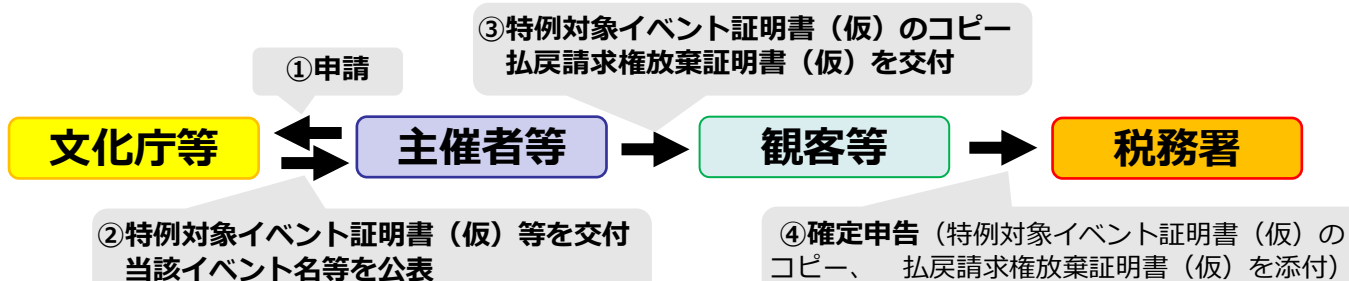 ③特例対象イベント証明書（仮）のコピー
払戻請求権放棄証明書（仮）を交付
①申請
文化庁等
主催者等
観客等
税務署
②特例対象イベント証明書（仮）等を交付
当該イベント名等を公表
④確定申告（特例対象イベント証明書（仮）の
コピー、　払戻請求権放棄証明書（仮）を添付）